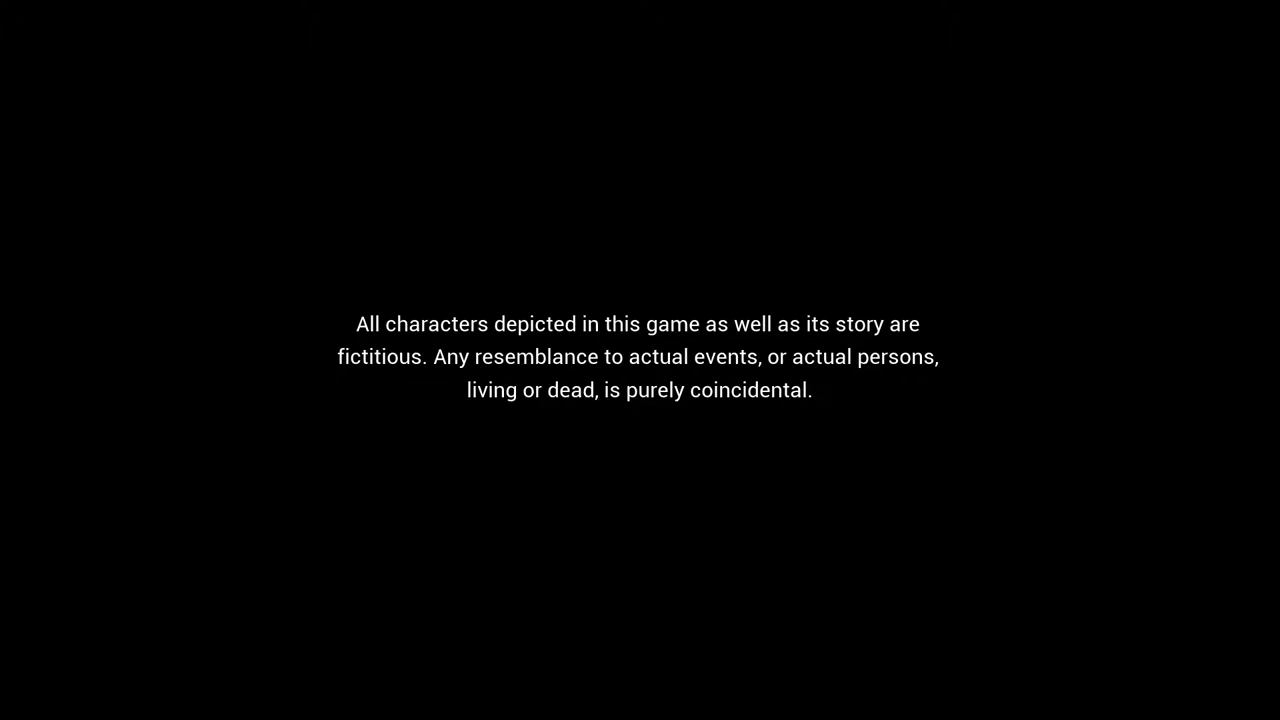 All characters depicted in this game as well as its story are
fictitious. Any resemblance to actual events, or actual persons,
living or dead, is purely coincidental.